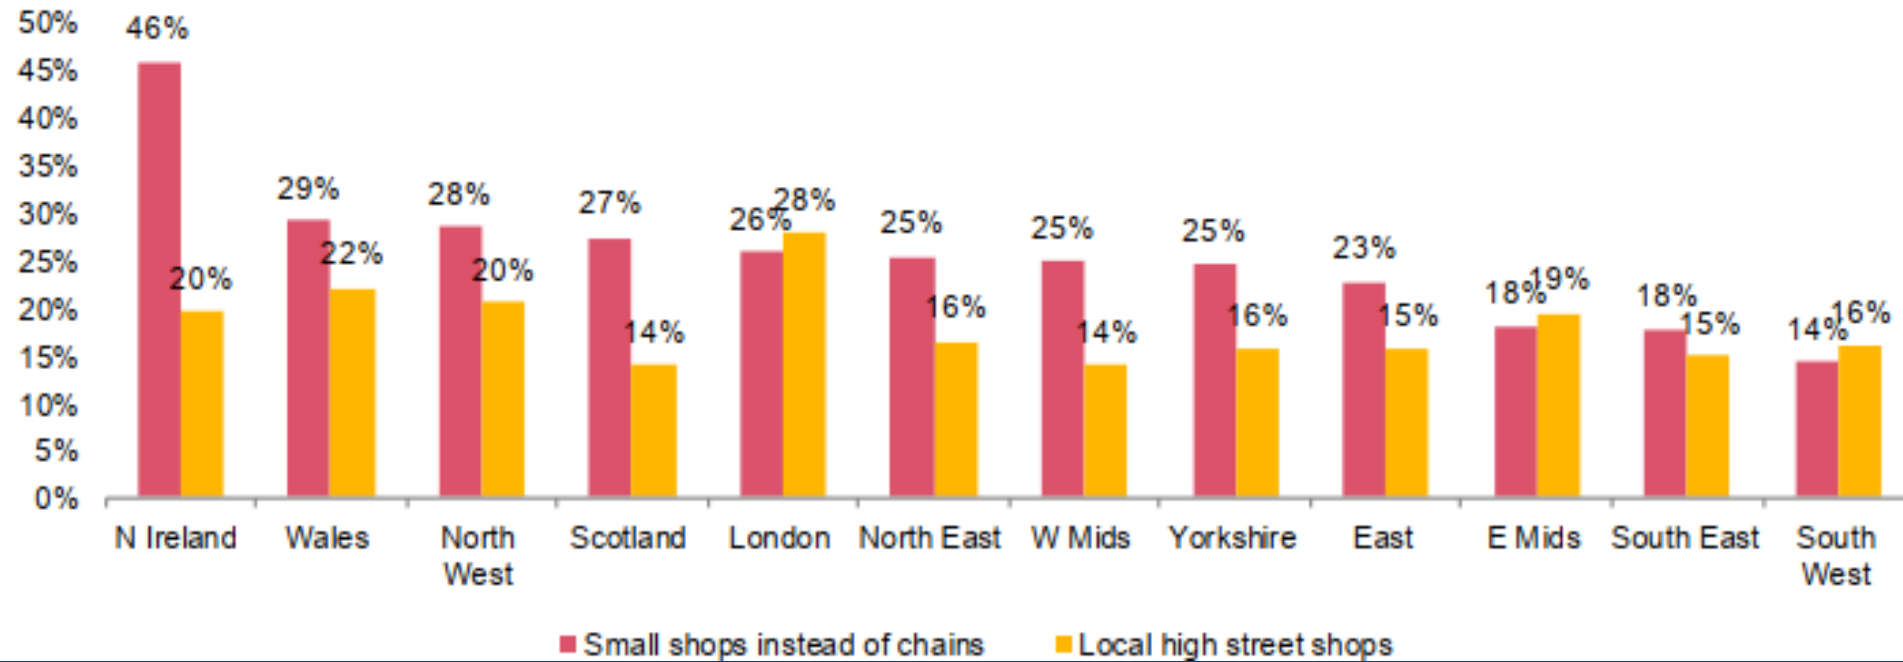 50%
45%
40%
35%
30%
25%
20%
15%
10%
5%
0%
46% 20%
29% 22%
28% 20%
27% 14%
26% 28%
25% 16%
25% 14%
25% 16%
23% 15%
18% 19%
18% 15%
14% 16%
N Ireland
Wales
North
West
Scotland
London
North East
W Mids
Yorkshire
East
E Mids
South East
South
West
Small shops instead of chains
Local high street shops